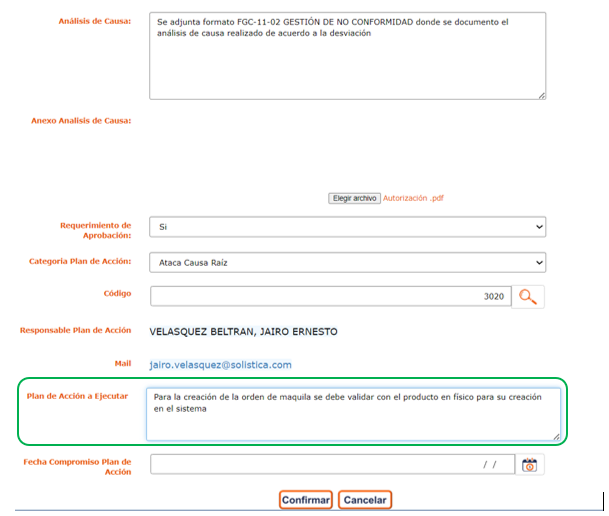 Análisis de Causa:
Se adjunta formato FGC-11-02 GESTIÓN DE NO CONFORMIDAD donde se documento el
análisis de causa realizado de acuerdo a la desviación
Anexo Analisis de Causa:
Elegir archivo Autorización .pdf
Requerimiento de
Aprobación:
Si
Categoria Plan de Acción:
Ataca Causa Raíz
Código
3020
Responsable Plan de Acción
VELASQUEZ BELTRAN, JAIRO ERNESTO
Mail
jairo.velasquez@solistica.com
Plan de Acción a Ejecutar
Para la creación de la orden de maquila se debe validar con el producto en físico para su creación
en el sistema
Fecha Compromiso Plan de
Acción
/ /
Confirmar Cancelar